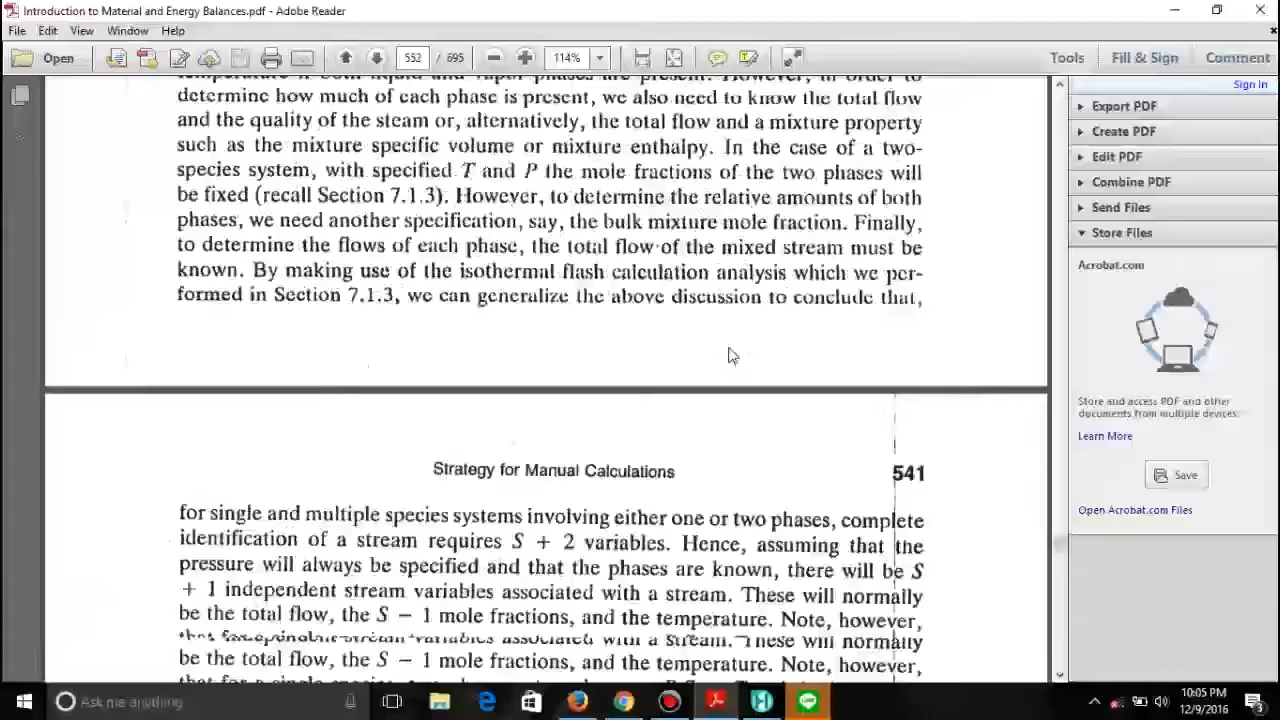 Introduction to Material and Energy Balances.pdf - Adobe Reader
File Edit View Window Help
Open 552 / 695 114% Tools Fill & Sign Comment
Sign In
Export PDF
Create PDF
Edit PDF
Combine PDF
Send Files
Store Files
Acrobat.com
Store and access PDF and other
documents from multiple devices.
Learn More
Save
Open Acrobat.com Files
temperature if both liquid and vapor phases are present. However, in order to
determine how much of each phase is present, we also need to know the total flow
and the quality of the steam or, alternatively, the total flow and a mixture property
such as the mixture specific volume or mixture enthalpy. In the case of a two-
species system, with specified T and P the mole fractions of the two phases will
be fixed (recall Section 7.1.3). However, to determine the relative amounts of both
phases, we need another specification, say, the bulk mixture mole fraction. Finally,
to determine the flows of each phase, the total flow of the mixed stream must be
known. By making use of the isothermal flash calculation analysis which we per-
formed in Section 7.1.3, we can generalize the above discussion to conclude that,
Strategy for Manual Calculations 541
for single and multiple species systems involving either one or two phases, complete
identification of a stream requires S + 2 variables. Hence, assuming that the
pressure will always be specified and that the phases are known, there will be S
+ 1 independent stream variables associated with a stream. These will normally
be the total flow, the S − 1 mole fractions, and the temperature. Note, however,
variables associated with a stream. These will normally
be the total flow, the S − 1 mole fractions, and the temperature. Note, however,
that for a single
Ask me anything
10:05 PM
12/9/2016
3